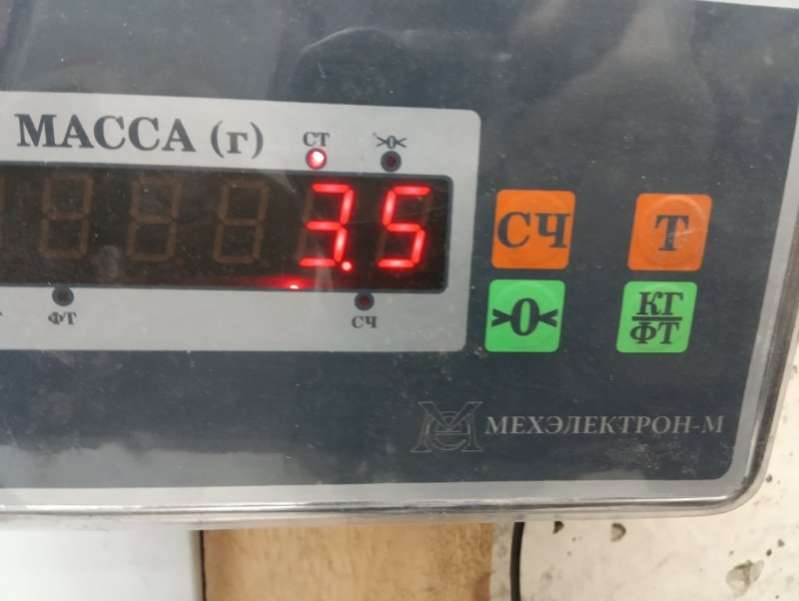 МАССА (г)
СТ
>0<
3.5
ФТ
СЧ
СЧ
Т
>0<
КГ
ФТ
МЕХЭЛЕКТРОН-М